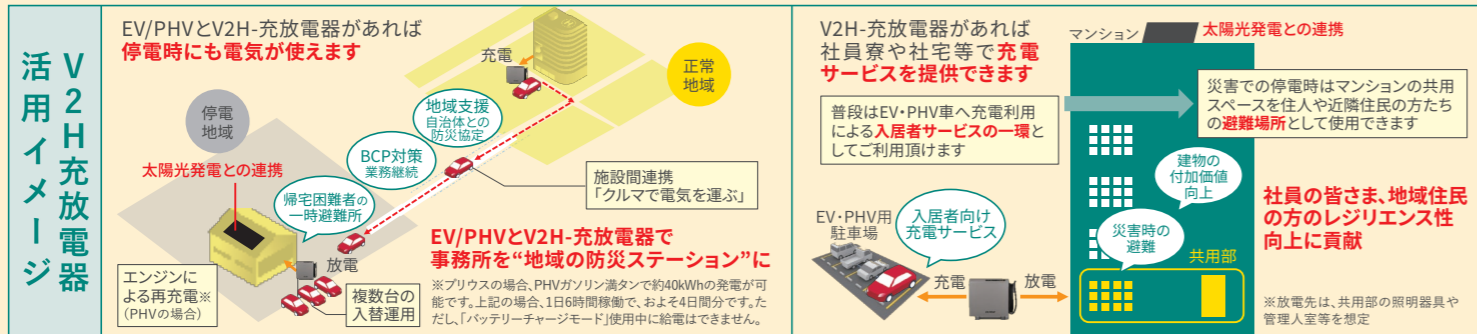 V2H充放電器
活用イメージ
EV/PHVとV2H-充放電器があれば
停電時にも電気が使えます
充電
正常
地域
停電
地域
地域支援
自治体との
防災協定
BCP対策
業務継続
太陽光発電との連携
帰宅困難者の
一時避難所
施設間連携
「クルマで電気を運ぶ」
放電
エンジンに
よる再充電※
（PHVの場合）
複数台の
入替運用
EV/PHVとV2H-充放電器で
事務所を“地域の防災ステーション”に
※プリウスの場合、PHVガソリン満タンで約40kWhの発電が可
能です。上記の場合、1日6時間稼働で、およそ4日間分です。た
だし、「バッテリーチャージモード」使用中に給電はできません。
V2H-充放電器があれば
社員寮や社宅等で充電
サービスを提供できます
マンション
太陽光発電との連携
普段はEV・PHV車へ充電利用
による入居者サービスの一環と
してご利用頂けます
災害での停電時はマンションの共用
スペースを住人や近隣住民の方たち
の避難場所として使用できます
建物の
付加価値
向上
EV・PHV用
駐車場
入居者向け
充電サービス
災害時の
避難
社員の皆さま、地域住民
の方のレジリエンス性
向上に貢献
共用部
充電
放電
※放電先は、共用部の照明器具や
管理人室等を想定